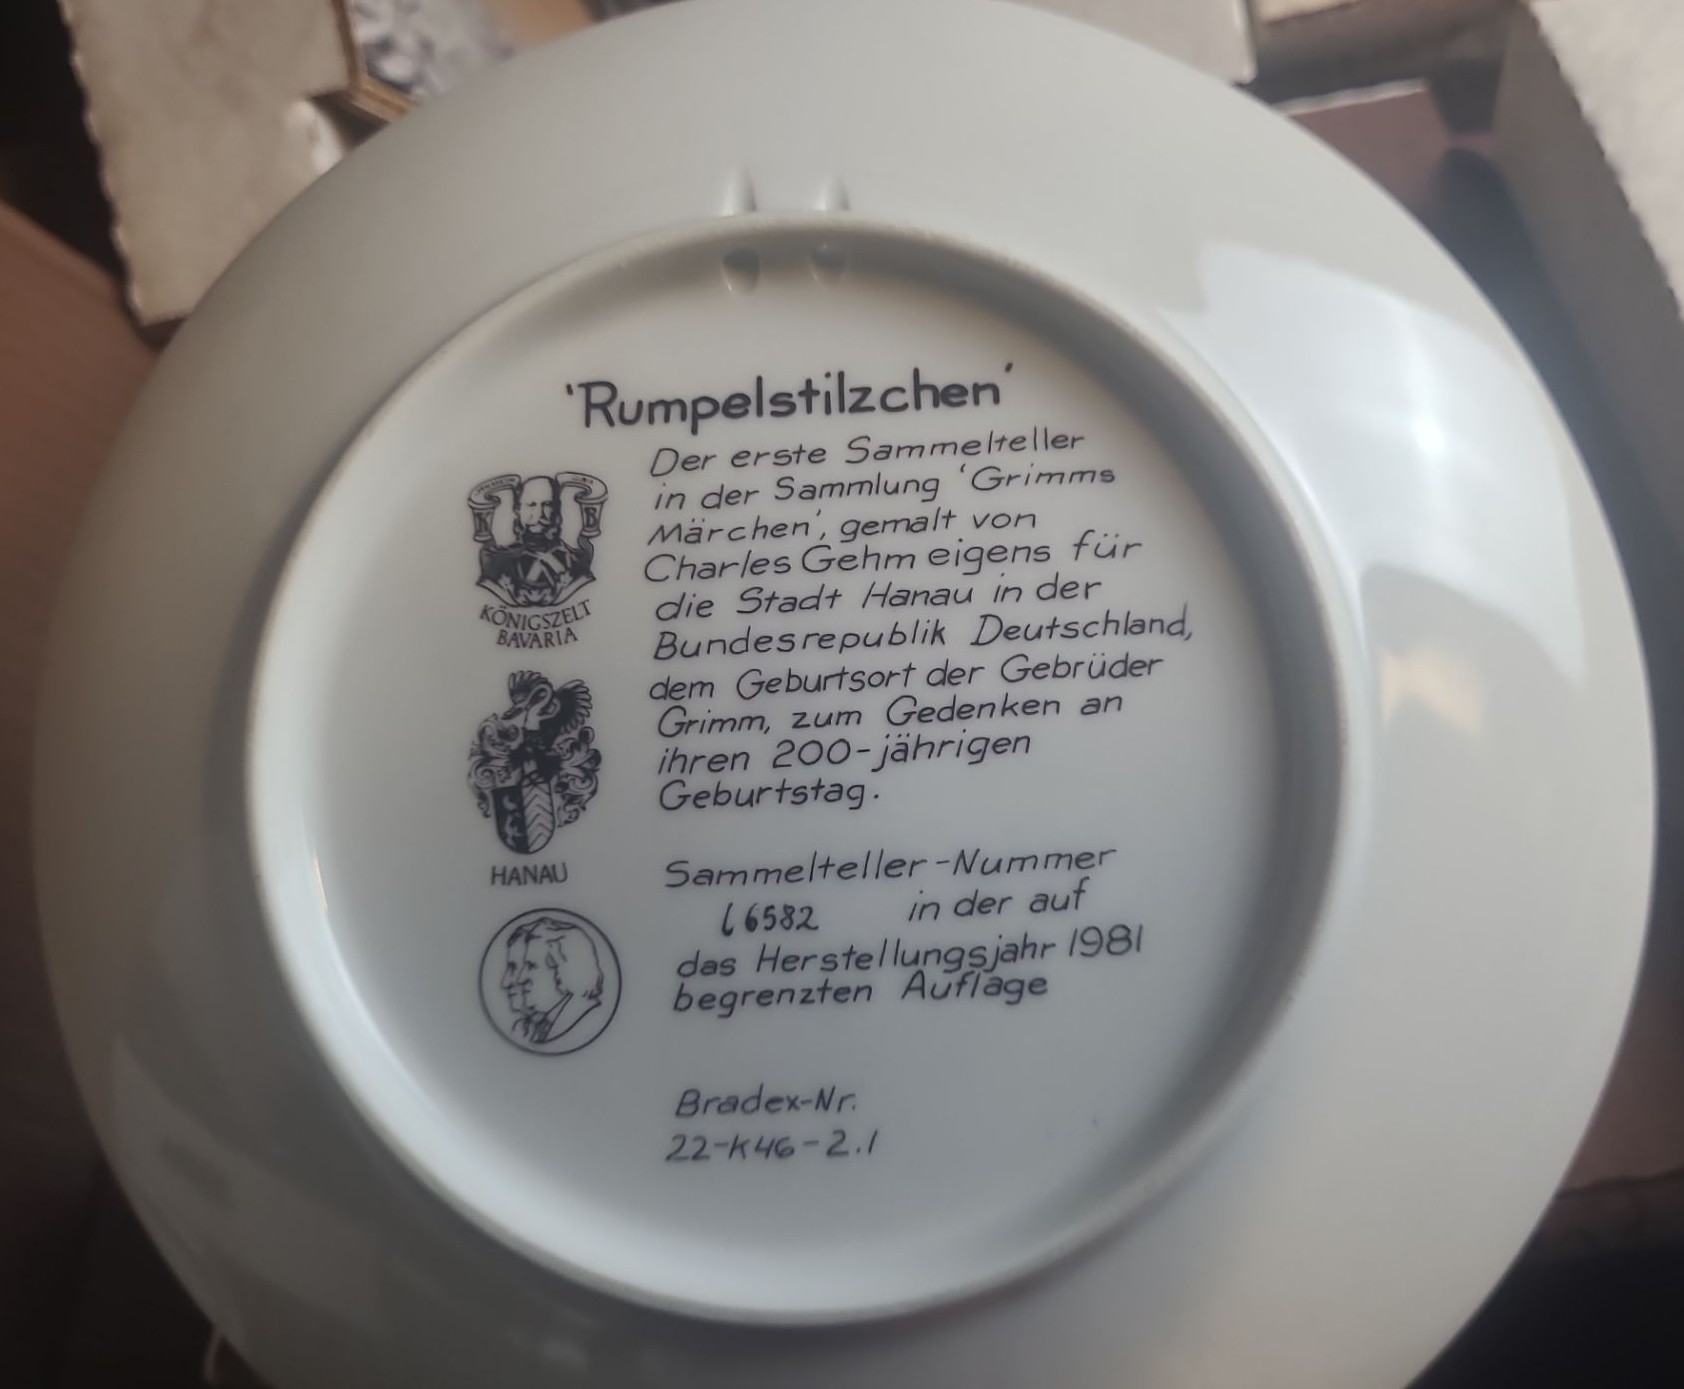 'Rumpelstilzchen'
Der erste Sammelteller
in der Sammlung 'Grimms
Märchen', gemalt von
Charles Gehm eigens für
die Stadt Hanau in der
Bundesrepublik Deutschland,
dem Geburtsort der Gebrüder
Grimm, zum Gedenken an
ihren 200-jährigen
Geburtstag.
Sammelteller-Nummer
L6582 in der auf
das Herstellungsjahr 1981
begrenzten Auflage
Bradex-Nr.
22-K46-2.1
K B
KÖNIGSZELT
BAVARIA
HANAU